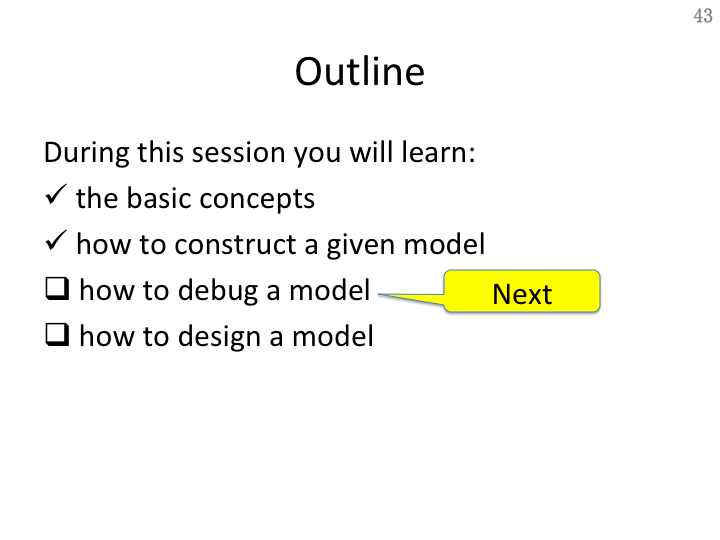 43
Outline
During this session you will learn:
✓ the basic concepts
✓ how to construct a given model
❑ how to debug a model
Next
❑ how to design a model